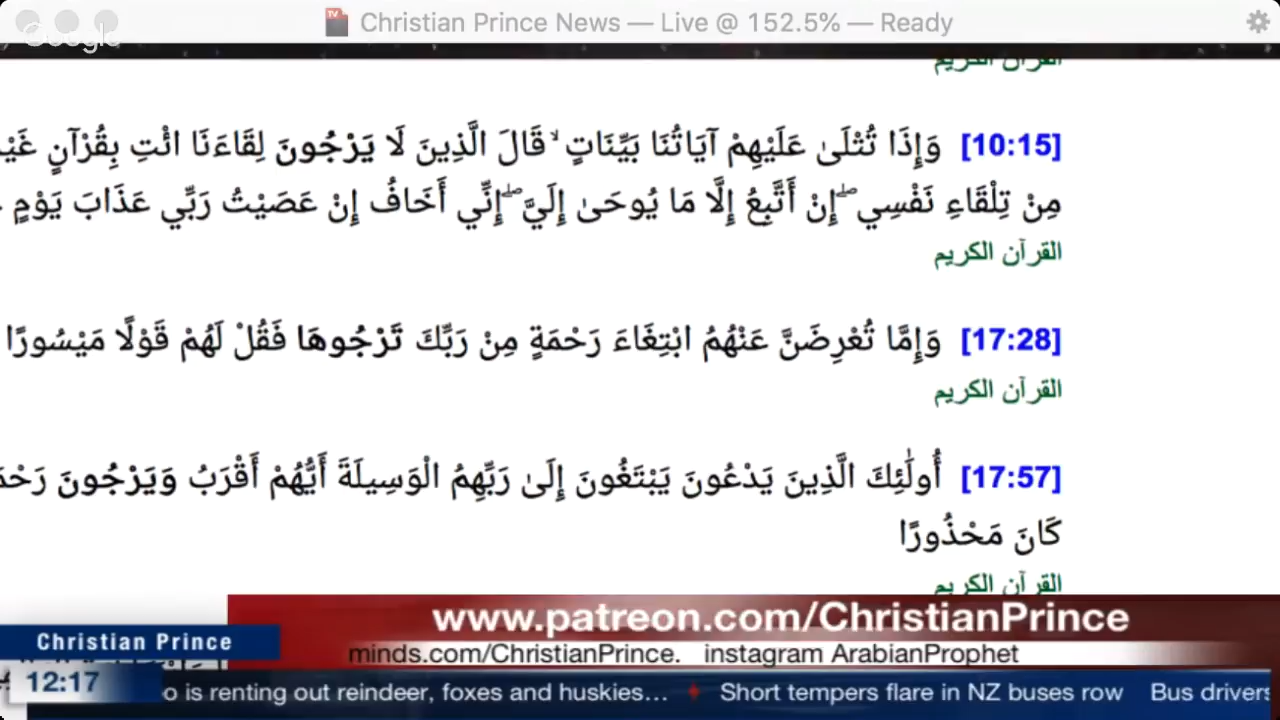 Christian Prince News — Live @ 152.5% — Ready
Google
القرآن الكريم
[10:15] وَإِذَا تُتْلَىٰ عَلَيْهِمْ آيَاتُنَا بَيِّنَاتٍ ۙ قَالَ الَّذِينَ لَا يَرْجُونَ لِقَاءَنَا ائْتِ بِقُرْآنٍ
مِنْ تِلْقَاءِ نَفْسِي ۖ إِنْ أَتَّبِعُ إِلَّا مَا يُوحَىٰ إِلَيَّ ۖ إِنِّي أَخَافُ إِنْ عَصَيْتُ رَبِّي عَذَابَ يَوْمٍ
القرآن الكريم
[17:28] وَإِمَّا تُعْرِضَنَّ عَنْهُمُ ابْتِغَاءَ رَحْمَةٍ مِنْ رَبِّكَ تَرْجُوهَا فَقُلْ لَهُمْ قَوْلًا مَيْسُورًا
القرآن الكريم
[17:57] أُولَٰئِكَ الَّذِينَ يَدْعُونَ يَبْتَغُونَ إِلَىٰ رَبِّهِمُ الْوَسِيلَةَ أَيُّهُمْ أَقْرَبُ وَيَرْجُونَ
كَانَ مَحْذُورًا
القرآن الكريم
www.patreon.com/ChristianPrince
Christian Prince
minds.com/ChristianPrince. instagram ArabianProphet
12:17
o is renting out reindeer, foxes and huskies... Short tempers flare in NZ buses row Bus drivers